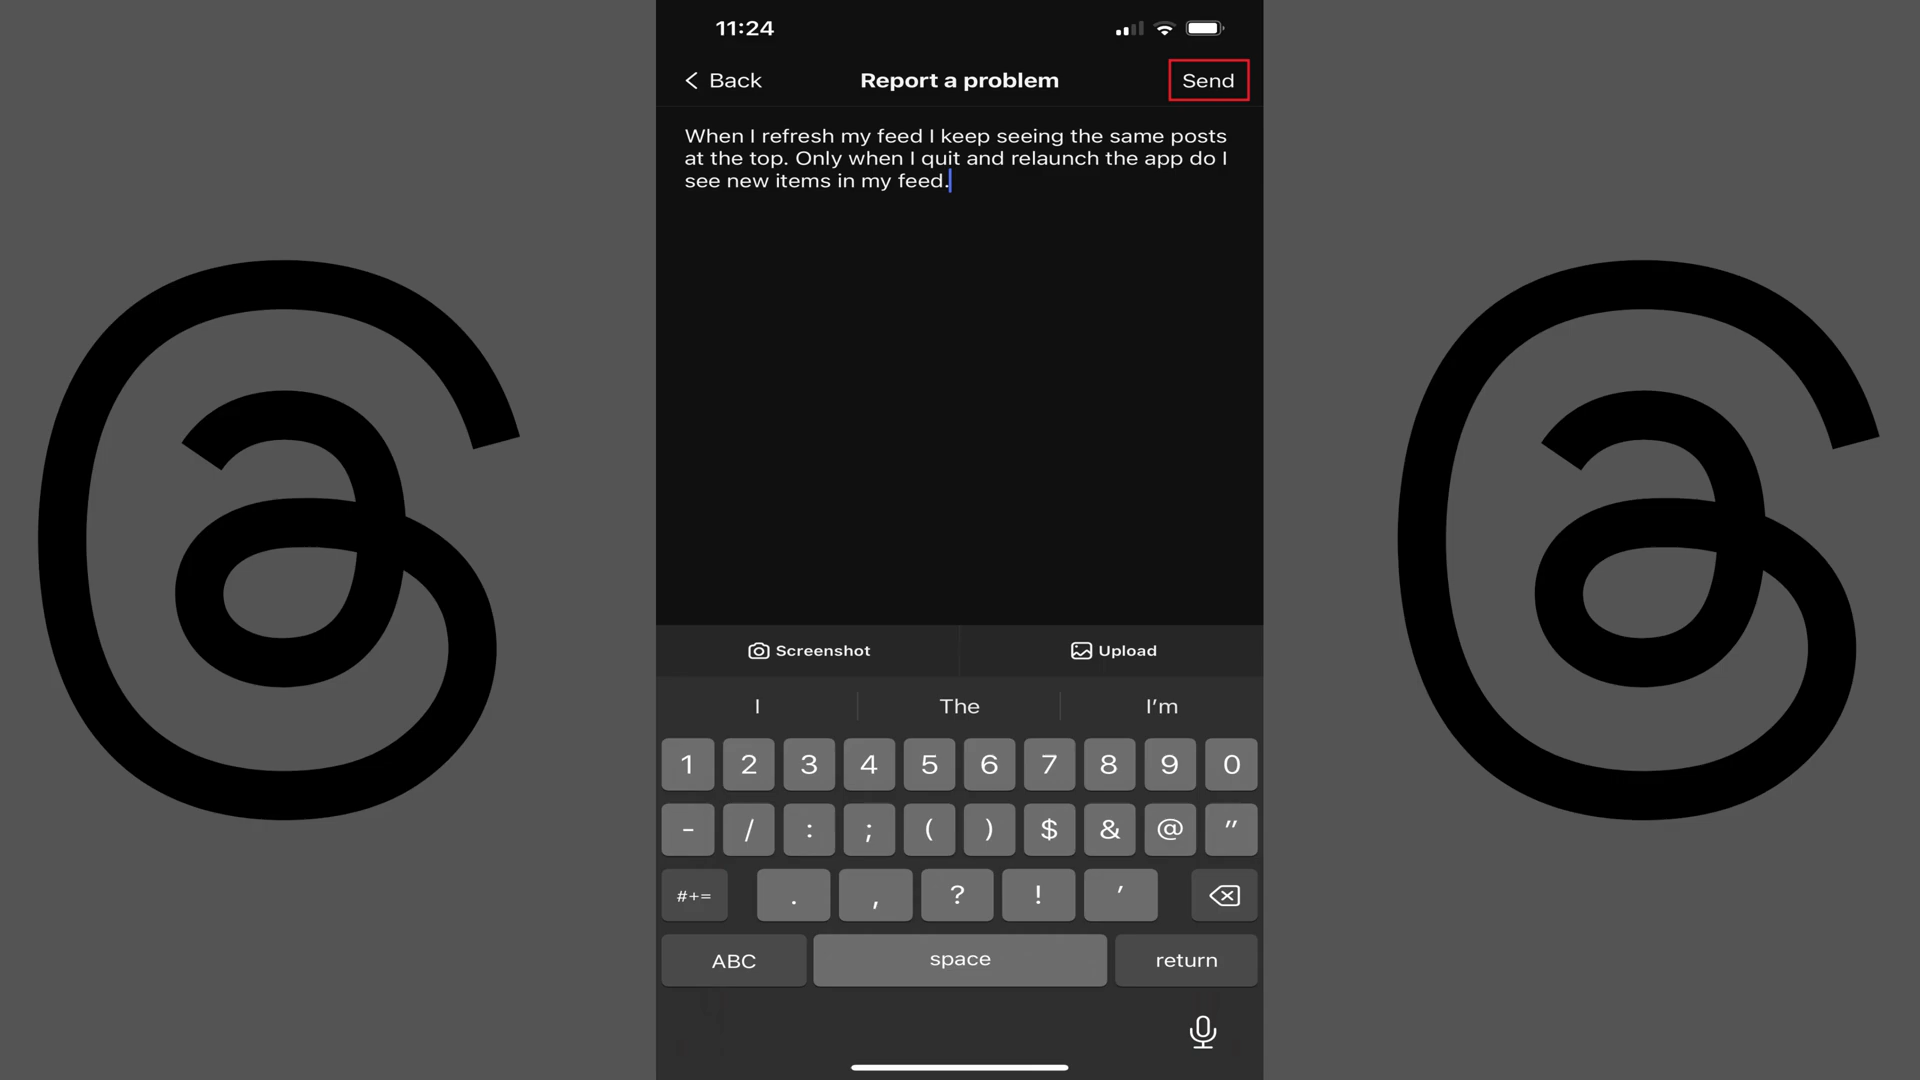 11:24
Back
Report a problem
Send
When I refresh my feed I keep seeing the same posts
at the top. Only when I quit and relaunch the app do I
see new items in my feed.
Screenshot
Upload
I
The
I’m
1 2 3 4 5 6 7 8 9 0
- / : ; ( ) $ & @ ”
#+= . , ? ! ’
ABC space return